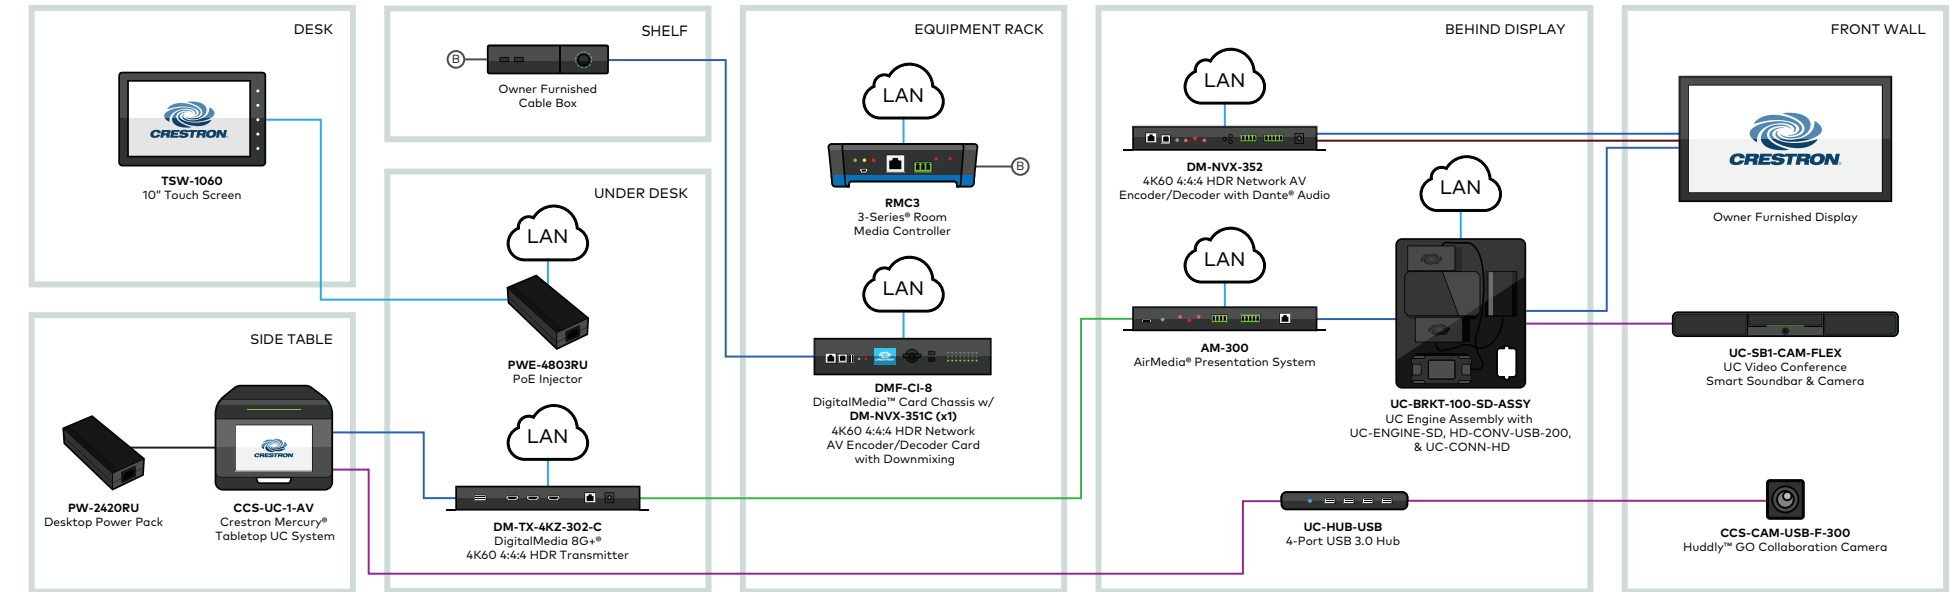 DESK
CRESTRON
TSW-1060
10" Touch Screen
SIDE TABLE
PW-2420RU
Desktop Power Pack
CRESTRON
CCS-UC-1-AV
Crestron Mercury®
Tabletop UC System
SHELF
B
Owner Furnished
Cable Box
UNDER DESK
LAN
PWE-4803RU
PoE Injector
LAN
DM-TX-4KZ-302-C
DigitalMedia 8G+®
4K60 4:4:4 HDR Transmitter
EQUIPMENT RACK
LAN
B
RMC3
3-Series® Room
Media Controller
LAN
CRESTRON
DMF-CI-8
DigitalMedia™ Card Chassis w/
DM-NVX-351C (x1)
4K60 4:4:4 HDR Network
AV Encoder/Decoder Card
with Downmixing
BEHIND DISPLAY
LAN
DM-NVX-352
4K60 4:4:4 HDR Network AV
Encoder/Decoder with Dante® Audio
LAN
AM-300
AirMedia® Presentation System
LAN
UC-BRKT-100-SD-ASSY
UC Engine Assembly with
UC-ENGINE-SD, HD-CONV-USB-200,
& UC-CONN-HD
UC-HUB-USB
4-Port USB 3.0 Hub
FRONT WALL
CRESTRON
Owner Furnished Display
UC-SB1-CAM-FLEX
UC Video Conference
Smart Soundbar & Camera
CCS-CAM-USB-F-300
Huddly™ GO Collaboration Camera